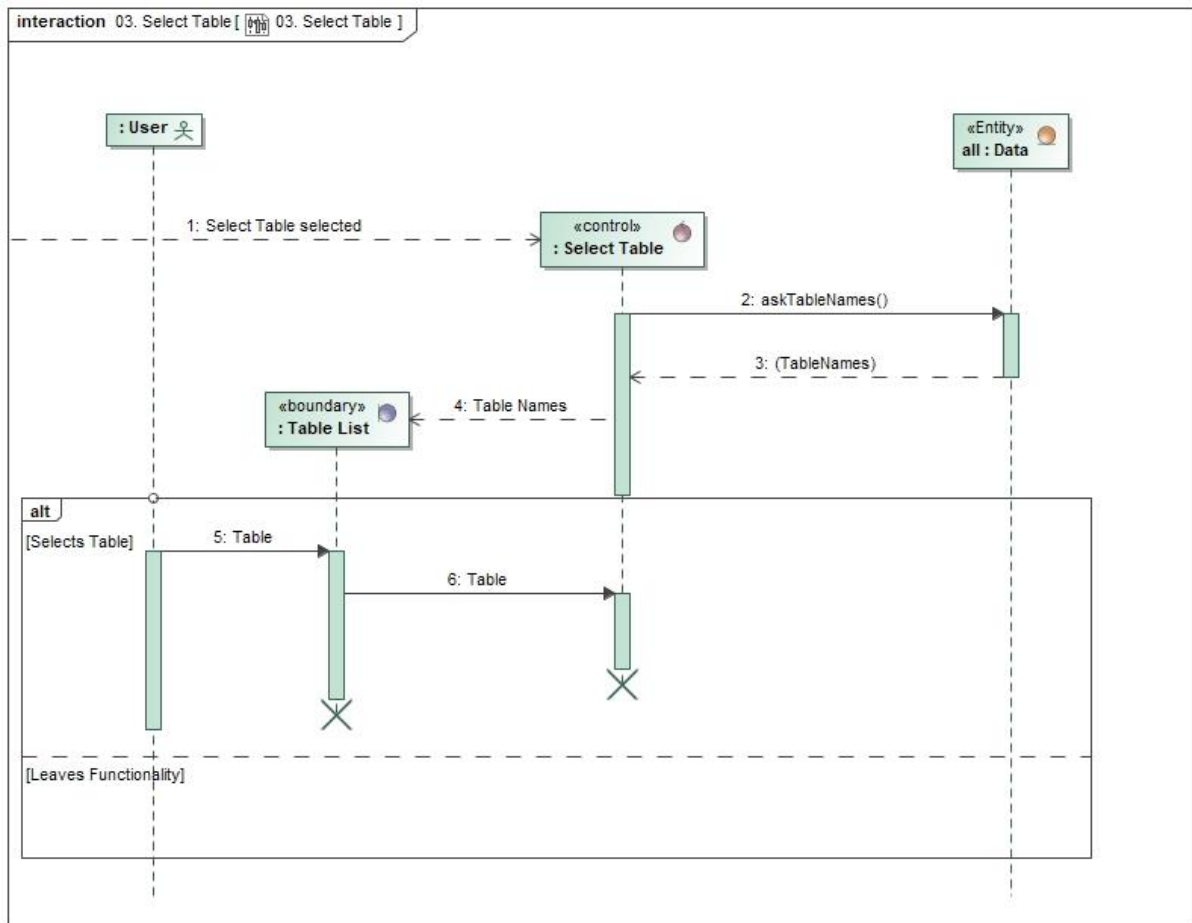 interaction 03. Select Table [ 03. Select Table ]
: User
«Entity»
all : Data
1: Select Table selected
«control»
: Select Table
2: askTableNames()
3: (TableNames)
«boundary»
: Table List
4: Table Names
alt
[Selects Table]
5: Table
6: Table
[Leaves Functionality]